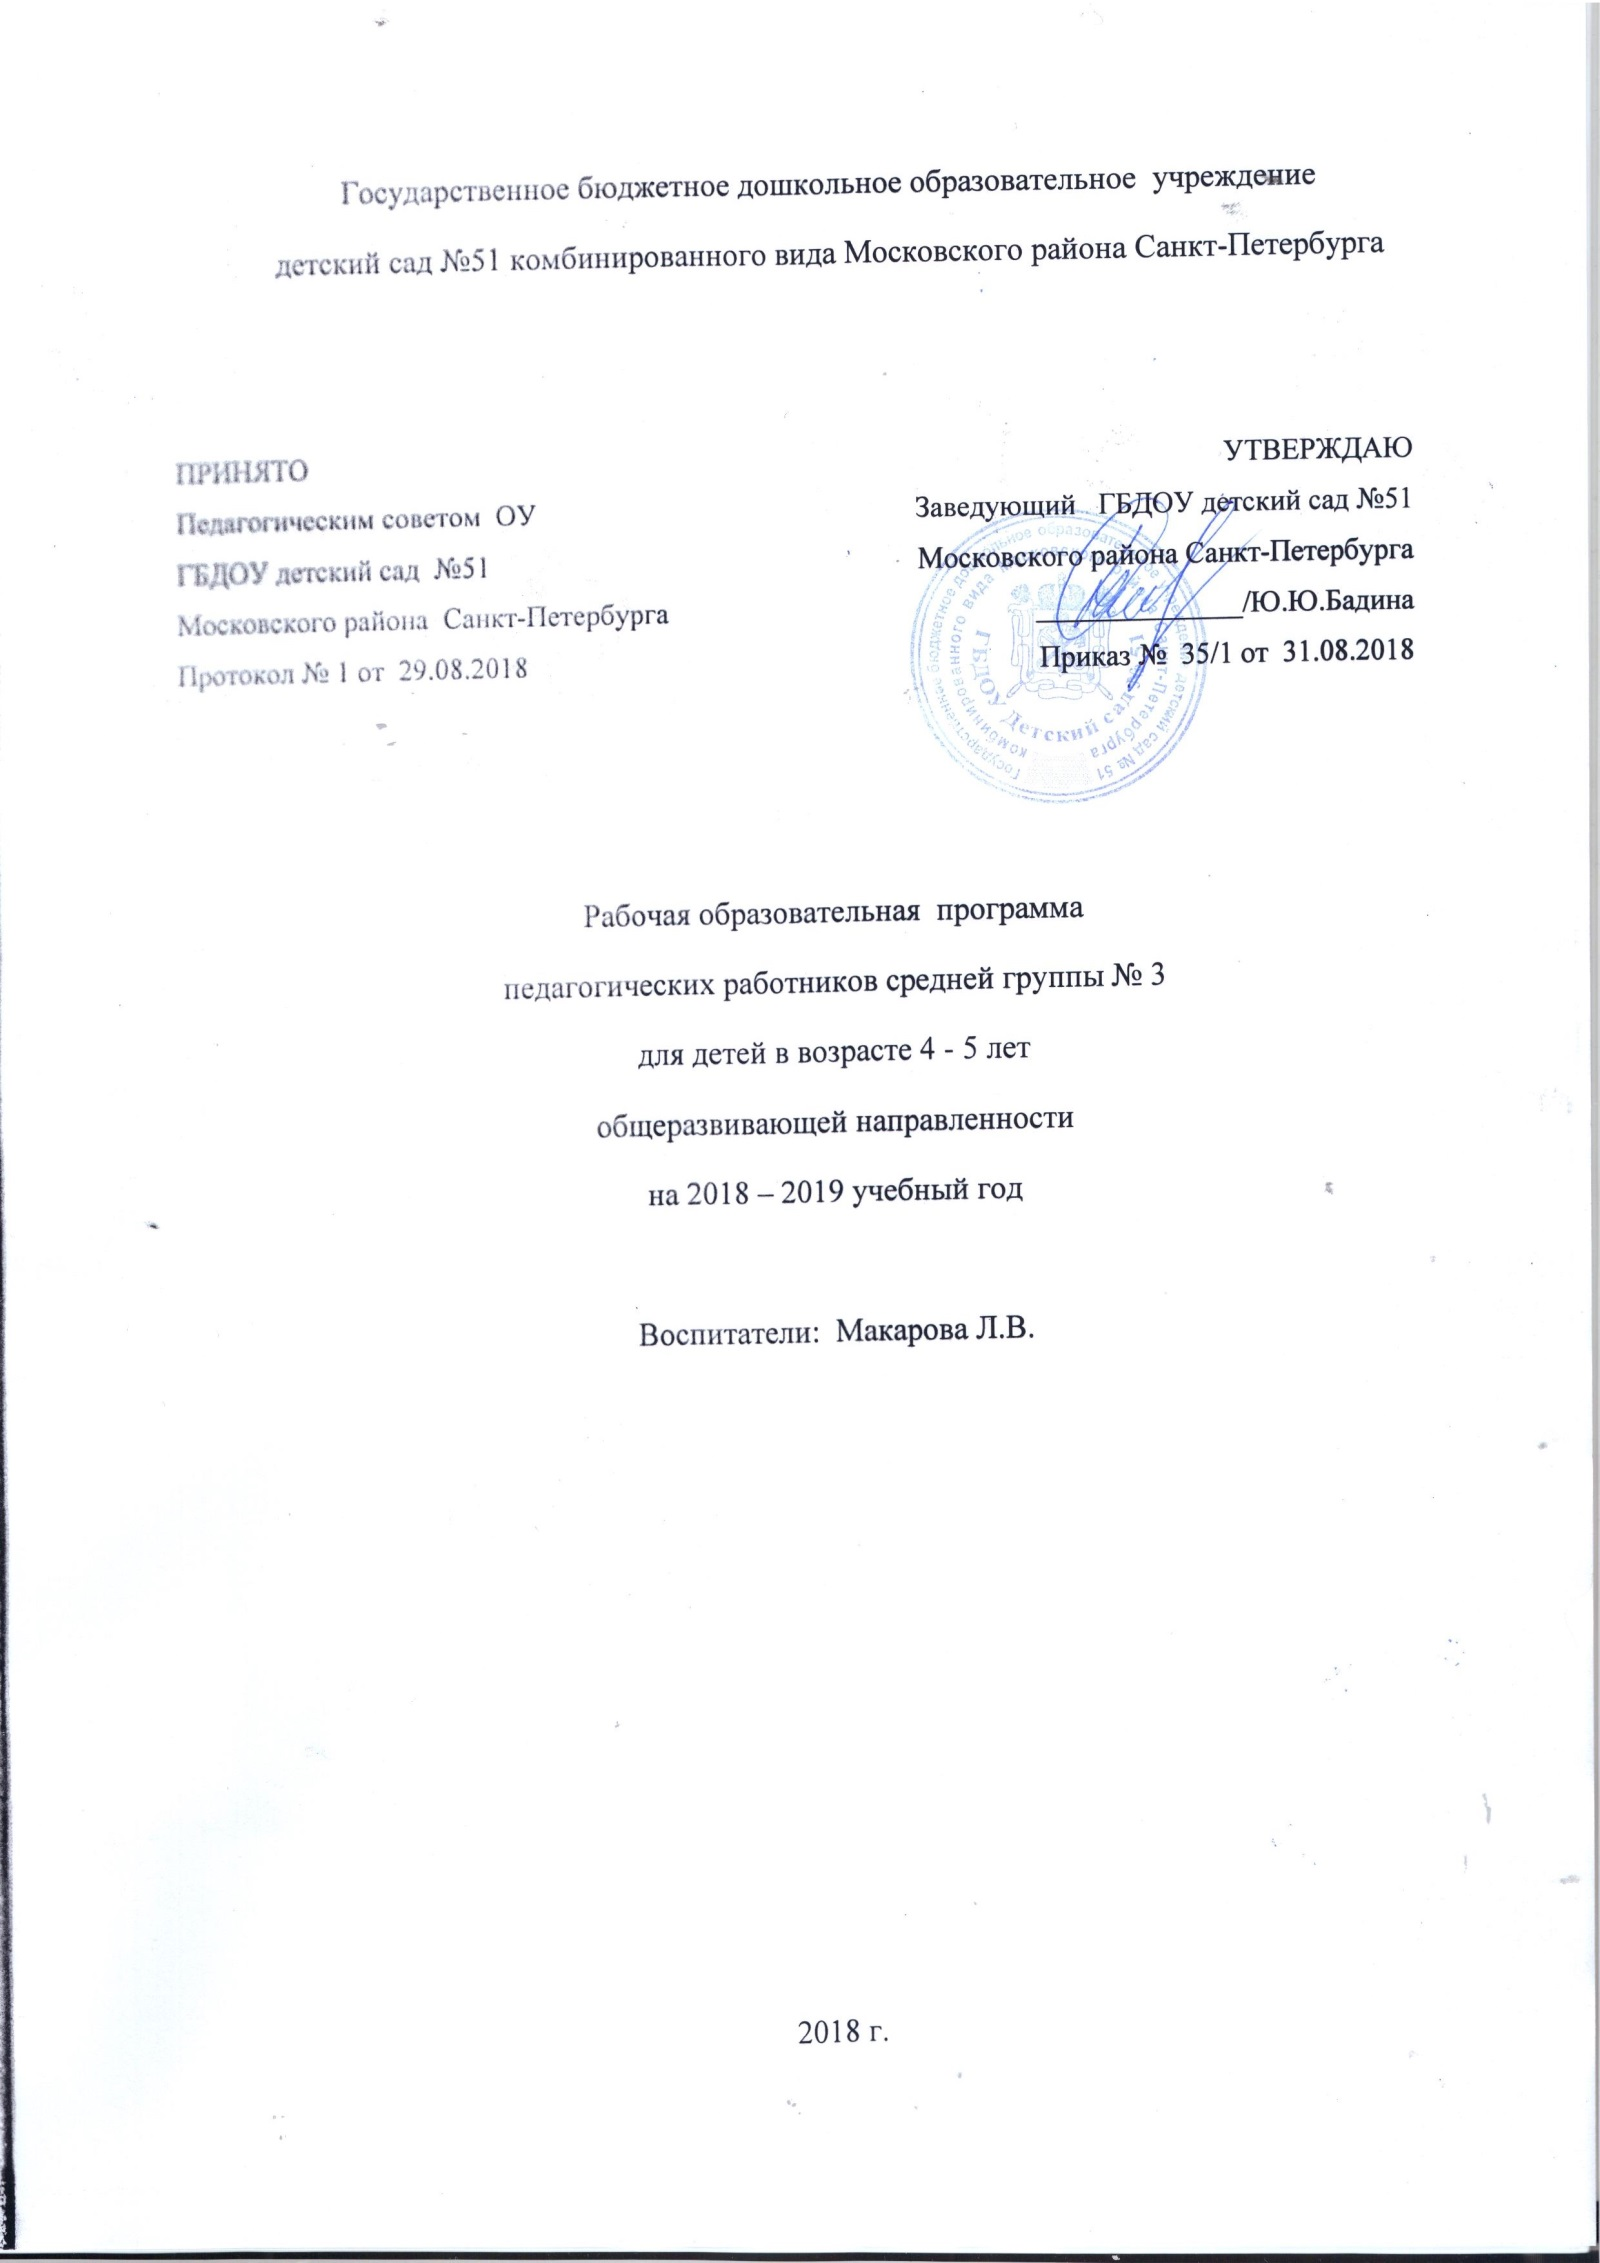 Государственное бюджетное дошкольное образовательное учреждение
детский сад №51 комбинированного вида Московского района Санкт-Петербурга
ПРИНЯТО
Педагогическим советом ОУ
ГБДОУ детский сад №51
Московского района Санкт-Петербурга
Протокол № 1 от 29.08.2018
УТВЕРЖДАЮ
Заведующий ГБДОУ детский сад №51
Московского района Санкт-Петербурга
/Ю.Ю.Бадина
Приказ № 35/1 от 31.08.2018
ГБДОУ Детский сад №51
Рабочая образовательная программа
педагогических работников средней группы № 3
для детей в возрасте 4 - 5 лет
общеразвивающей направленности
на 2018 – 2019 учебный год
Воспитатели: Макарова Л.В.
2018 г.